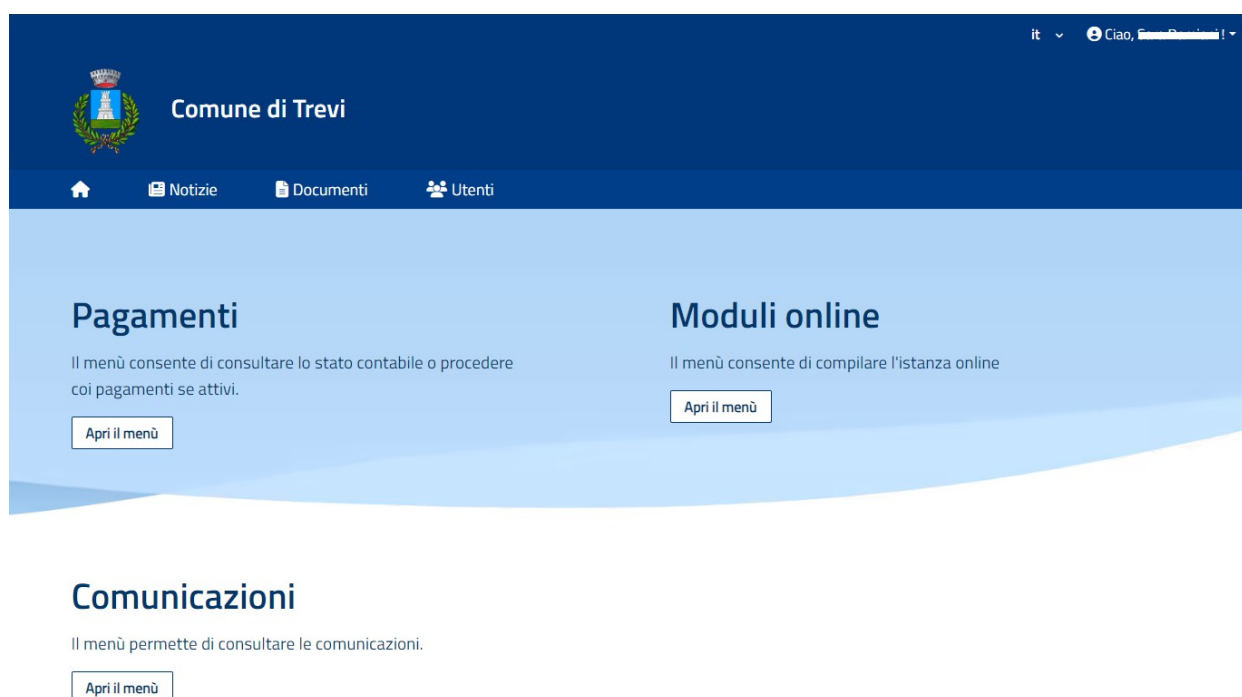 it
Ciao, !
Comune di Trevi
Notizie Documenti Utenti
Pagamenti
Il menù consente di consultare lo stato contabile o procedere
coi pagamenti se attivi.
Apri il menù
Moduli online
Il menù consente di compilare l'istanza online
Apri il menù
Comunicazioni
Il menù permette di consultare le comunicazioni.
Apri il menù